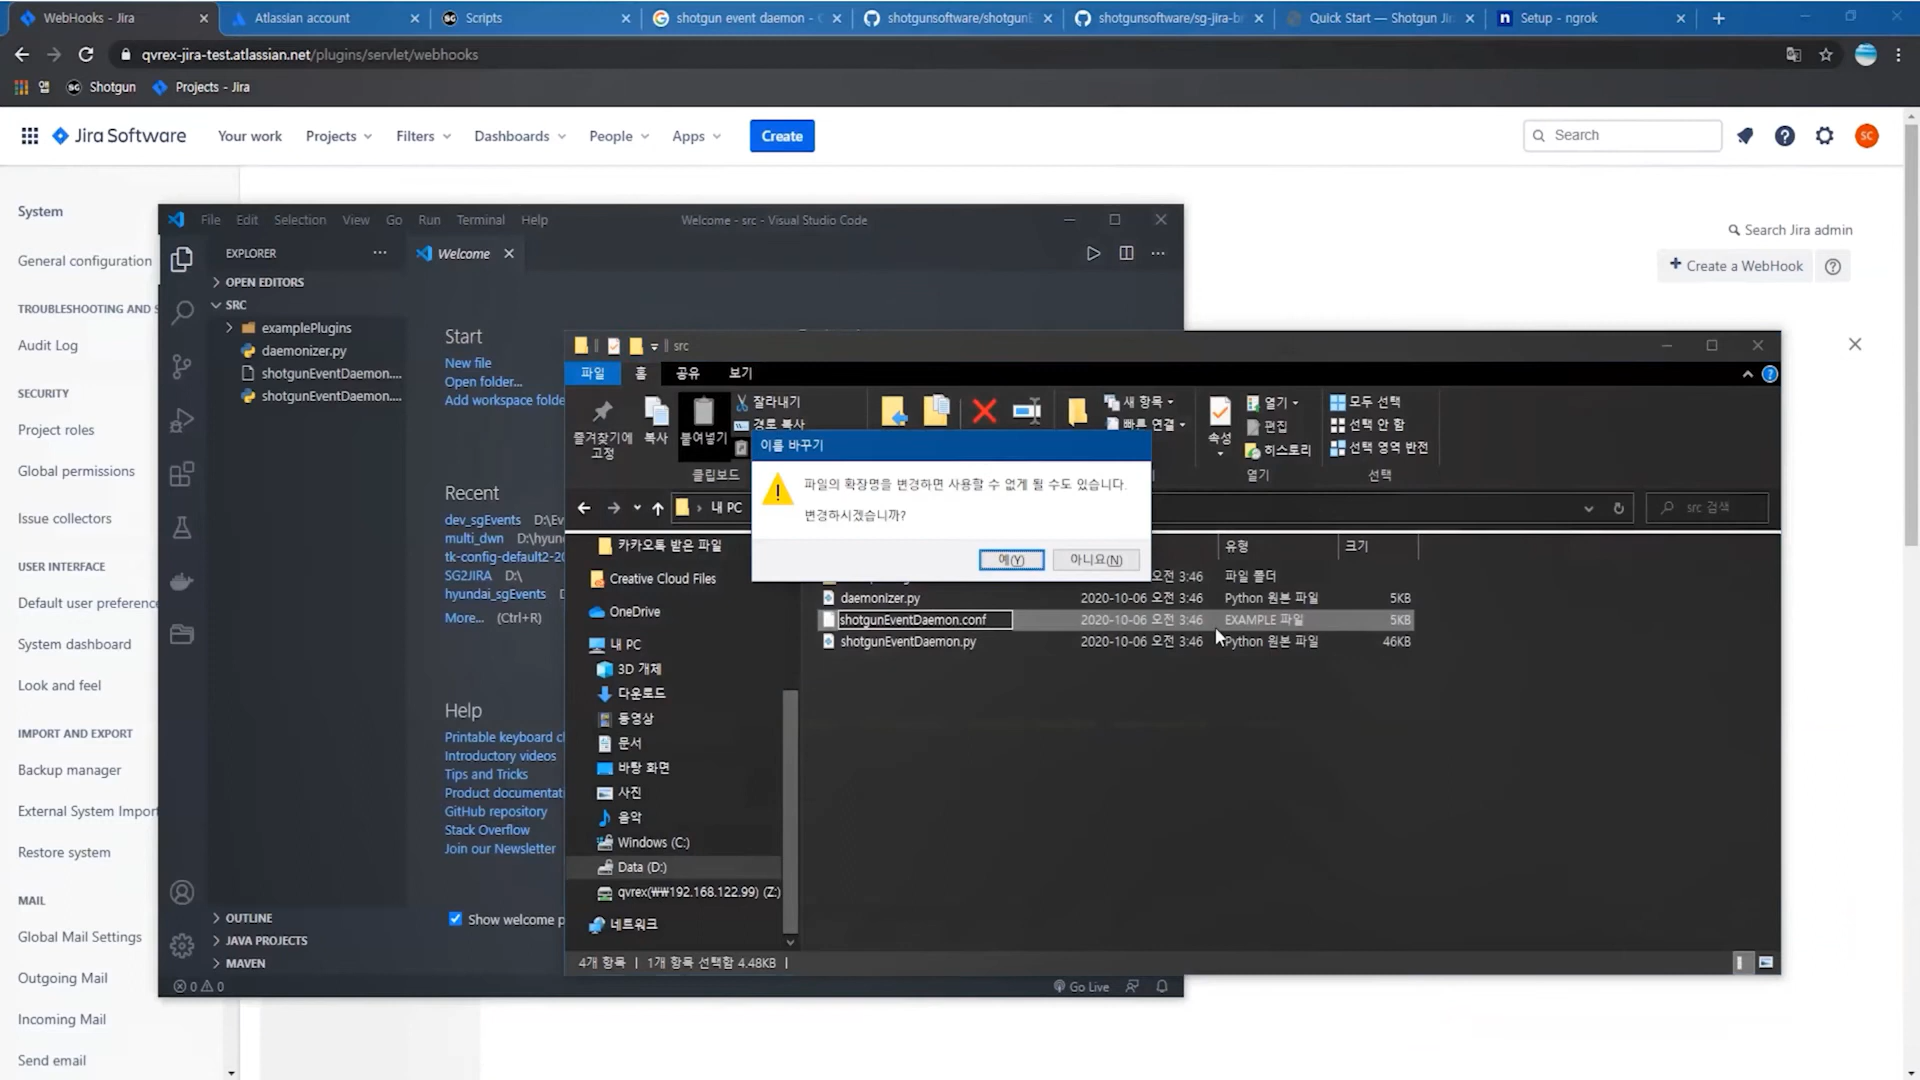 WebHooks - Jira
Atlassian account
Scripts
shotgun event daemon -
shotgunsoftware/shotgun
shotgunsoftware/sg-jira-br
Quick Start — Shotgun Jir
Setup - ngrok
qvrex-jira-test.atlassian.net/plugins/servlet/webhooks
앱
Shotgun
Projects - Jira
Jira Software
Your work
Projects
Filters
Dashboards
People
Apps
Create
Search
SC
System
General configuration
TROUBLESHOOTING AND S
Audit Log
SECURITY
Project roles
Global permissions
Issue collectors
USER INTERFACE
Default user preference
System dashboard
Look and feel
IMPORT AND EXPORT
Backup manager
External System Import
Restore system
MAIL
Global Mail Settings
Outgoing Mail
Incoming Mail
Send email
Search Jira admin
+ Create a WebHook
File
Edit
Selection
View
Go
Run
Terminal
Help
Welcome - src - Visual Studio Code
EXPLORER
Welcome
OPEN EDITORS
SRC
examplePlugins
daemonizer.py
shotgunEventDaemon....
shotgunEventDaemon....
OUTLINE
JAVA PROJECTS
MAVEN
Start
New file
Open folder...
Add workspace folde
Recent
dev_sgEvents D:\Ev
multi_dwn D:\hyun
tk-config-default2-20
SG2JIRA D:\
hyundai_sgEvents
More... (Ctrl+R)
Help
Printable keyboard ch
Introductory videos
Tips and Tricks
Product documentat
GitHub repository
Stack Overflow
Join our Newsletter
Show welcome p
0 0
Go Live
src
파일
홈
공유
보기
즐겨찾기에
고정
복사
붙여넣기
잘라내기
경로 복사
클립보드
새 항목
빠른 연결
속성
열기
편집
히스토리
열기
모두 선택
선택 안 함
선택 영역 반전
선택
내 PC
src 검색
이름 바꾸기
파일의 확장명을 변경하면 사용할 수 없게 될 수도 있습니다.
변경하시겠습니까?
예(Y)
아니요(N)
카카오톡 받은 파일
Creative Cloud Files
OneDrive
내 PC
3D 개체
다운로드
동영상
문서
바탕 화면
사진
음악
Windows (C:)
Data (D:)
qvrex(₩₩192.168.122.99) (Z:)
네트워크
유형
크기
오전 3:46 파일 폴더
daemonizer.py 2020-10-06 오전 3:46 Python 원본 파일 5KB
shotgunEventDaemon.conf 2020-10-06 오전 3:46 EXAMPLE 파일 5KB
shotgunEventDaemon.py 2020-10-06 오전 3:46 Python 원본 파일 46KB
4개 항목
1개 항목 선택함 4.48KB